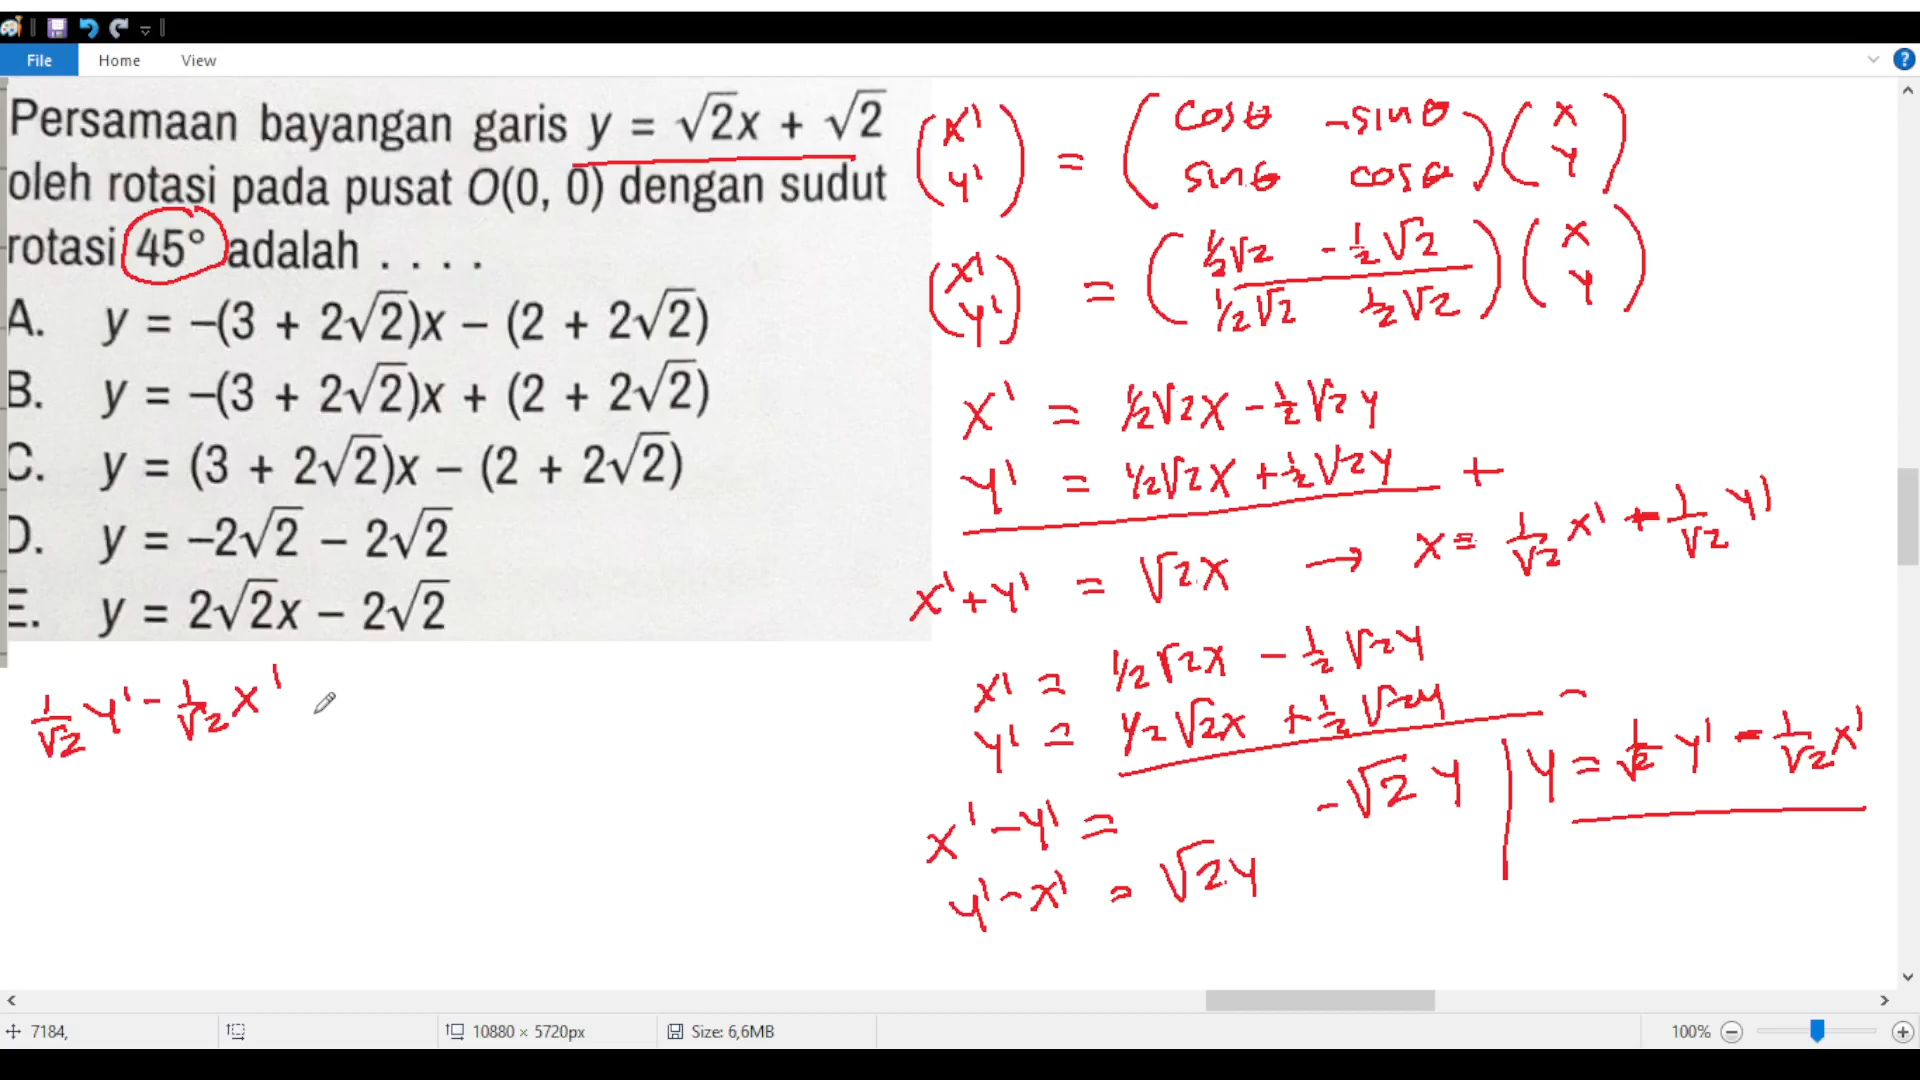 File Home View
Persamaan bayangan garis y = √2x + √2
oleh rotasi pada pusat O(0, 0) dengan sudut
rotasi 45° adalah . . . .
A. y = –(3 + 2√2)x – (2 + 2√2)
B. y = –(3 + 2√2)x + (2 + 2√2)
C. y = (3 + 2√2)x – (2 + 2√2)
D. y = –2√2 – 2√2
E. y = 2√2x – 2√2
1/√2 y' - 1/√2 x'
(x' y') = (cosθ -sinθ sinθ cosθ)(x y)
(x' y') = (1/2√2 -1/2√2 1/2√2 1/2√2)(x y)
x' = 1/2√2x - 1/2√2y
y' = 1/2√2x + 1/2√2y +
x'+y' = √2x → x = 1/√2 x' + 1/√2 y'
x' = 1/2√2x - 1/2√2y
y' = 1/2√2x + 1/2√2y -
x'-y' = -√2y | y = 1/√2 y' - 1/√2 x'
y'-x' = √2y
7184, 10880 × 5720px Size: 6,6MB 100%